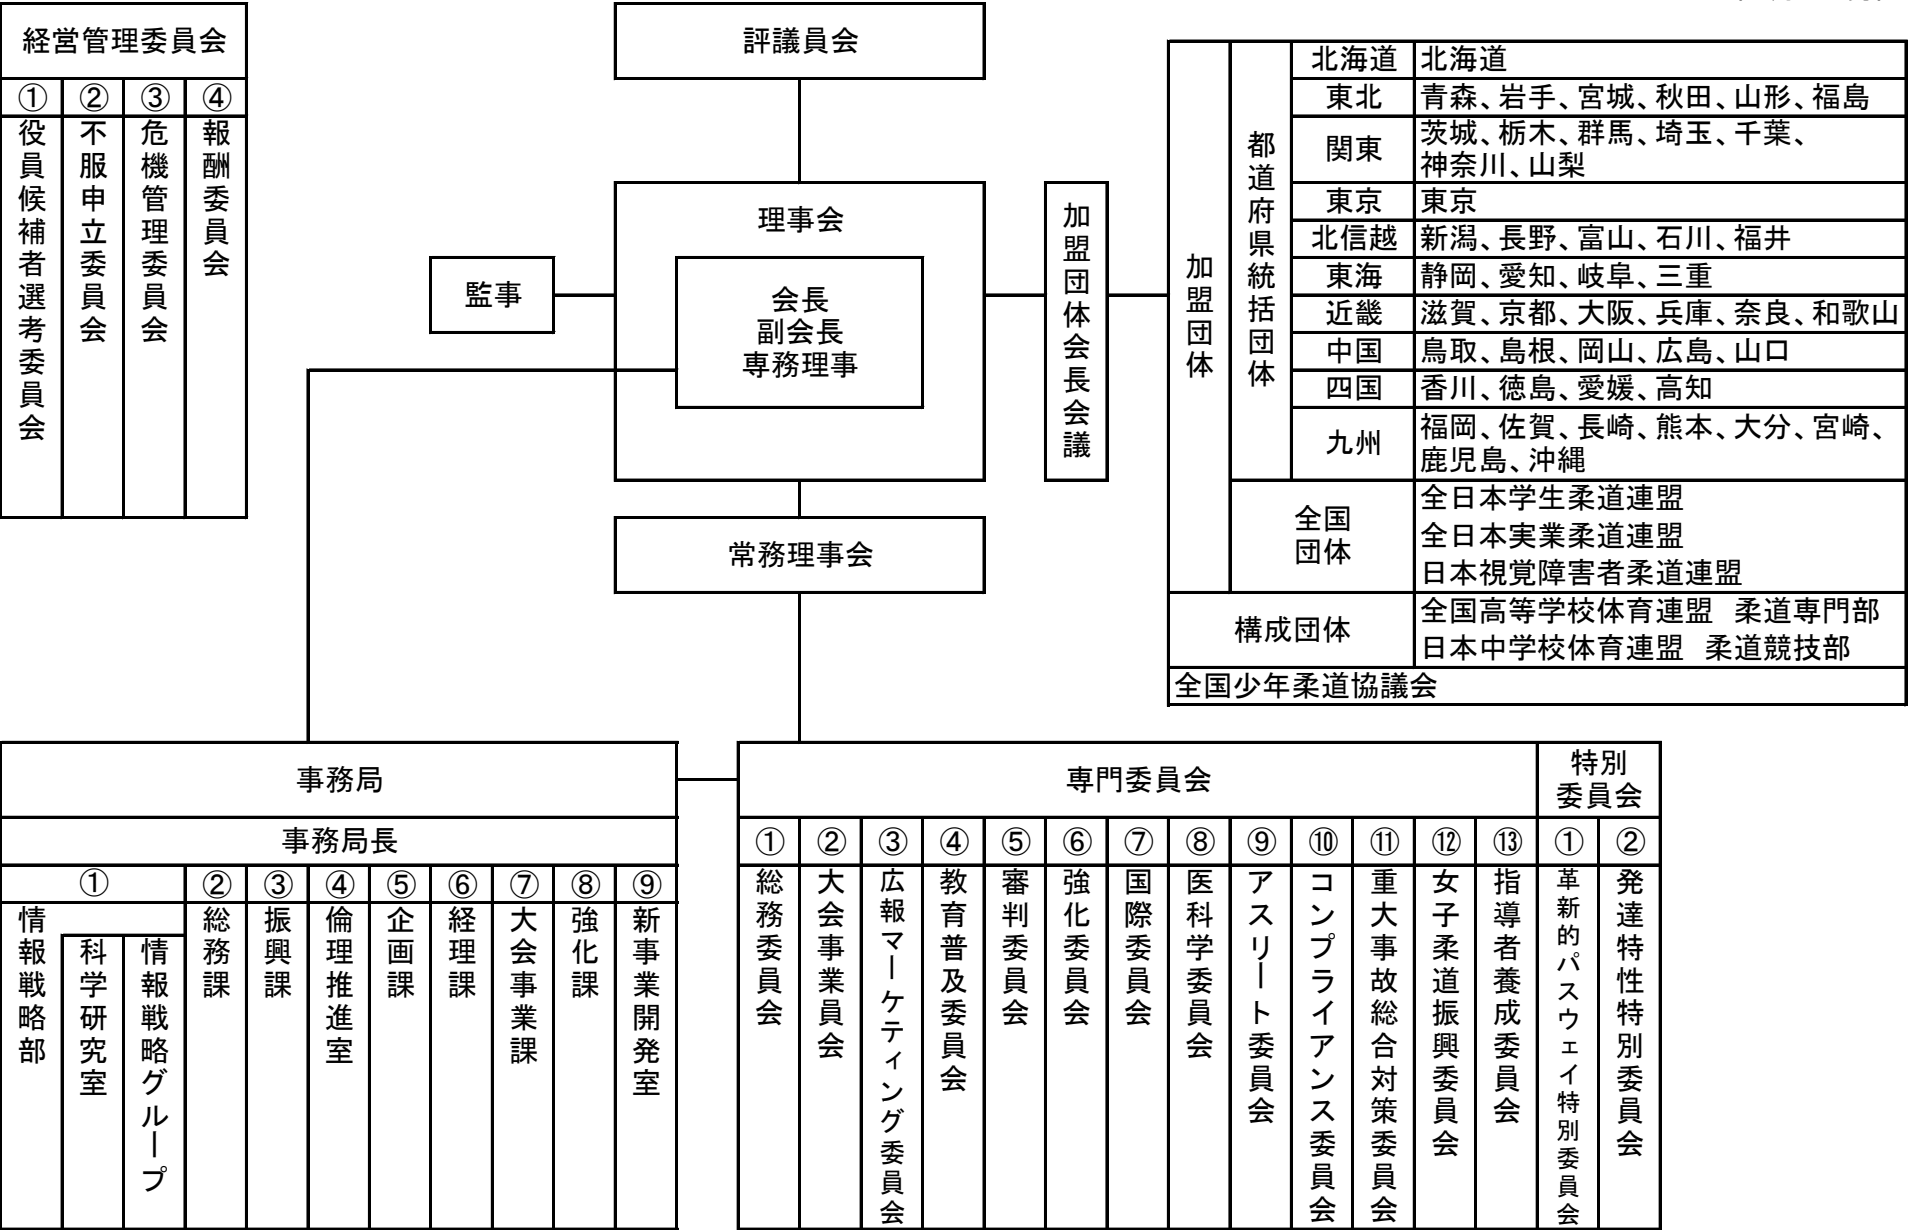 経営管理委員会
①
役員候補者選考委員会
②
不服申立委員会
③
危機管理委員会
④
報酬委員会
評議員会
理事会
会長
副会長
専務理事
監事
常務理事会
加盟団体会長会議
加盟団体
都道府県統括団体
北海道 北海道
東北 青森、岩手、宮城、秋田、山形、福島
関東 茨城、栃木、群馬、埼玉、千葉、
神奈川、山梨
東京 東京
北信越 新潟、長野、富山、石川、福井
東海 静岡、愛知、岐阜、三重
近畿 滋賀、京都、大阪、兵庫、奈良、和歌山
中国 鳥取、島根、岡山、広島、山口
四国 香川、徳島、愛媛、高知
九州 福岡、佐賀、長崎、熊本、大分、宮崎、
鹿児島、沖縄
全国
団体
全日本学生柔道連盟
全日本実業柔道連盟
日本視覚障害者柔道連盟
構成団体
全国高等学校体育連盟 柔道専門部
日本中学校体育連盟 柔道競技部
全国少年柔道協議会
事務局
事務局長
①
情報戦略部
科学研究室
情報戦略グループ
②
総務課
③
振興課
④
倫理推進室
⑤
企画課
⑥
経理課
⑦
大会事業課
⑧
強化課
⑨
新事業開発室
専門委員会
①
総務委員会
②
大会事業員会
③
広報マーケティング委員会
④
教育普及委員会
⑤
審判委員会
⑥
強化委員会
⑦
国際委員会
⑧
医科学委員会
⑨
アスリート委員会
⑩
コンプライアンス委員会
⑪
重大事故総合対策委員会
⑫
女子柔道振興委員会
⑬
指導者養成委員会
特別
委員会
①
革新的パスウェイ特別委員会
②
発達特性特別委員会